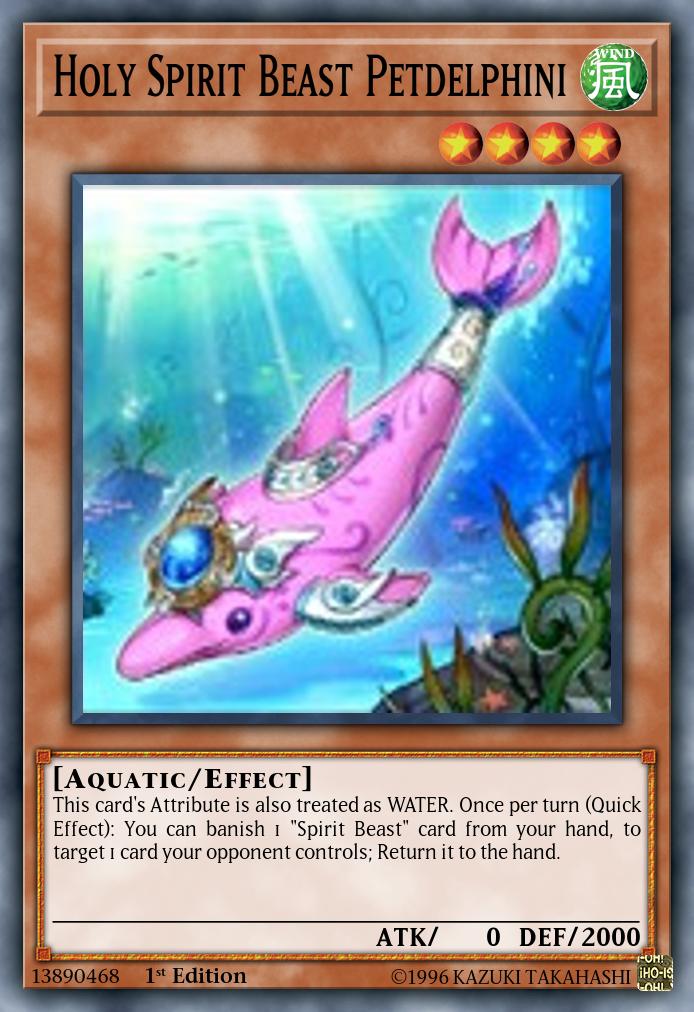 HOLY SPIRIT BEAST PETDELPHINI
WIND
風
[AQUATIC/EFFECT]
This card's Attribute is also treated as WATER. Once per turn (Quick
Effect): You can banish 1 "Spirit Beast" card from your hand, to
target 1 card your opponent controls; Return it to the hand.
ATK/ 0 DEF/2000
13890468 1st Edition ©1996 KAZUKI TAKAHASHI